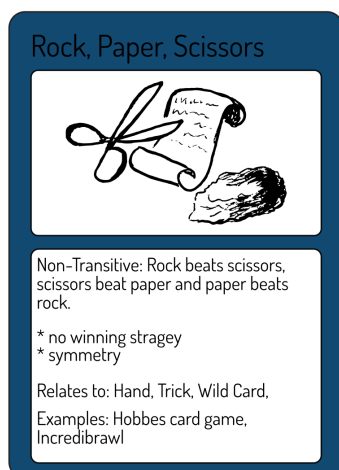 Rock, Paper, Scissors
Non-Transitive: Rock beats scissors,
scissors beat paper and paper beats
rock.
* no winning stragey
* symmetry
Relates to: Hand, Trick, Wild Card,
Examples: Hobbes card game,
Incredibrawl